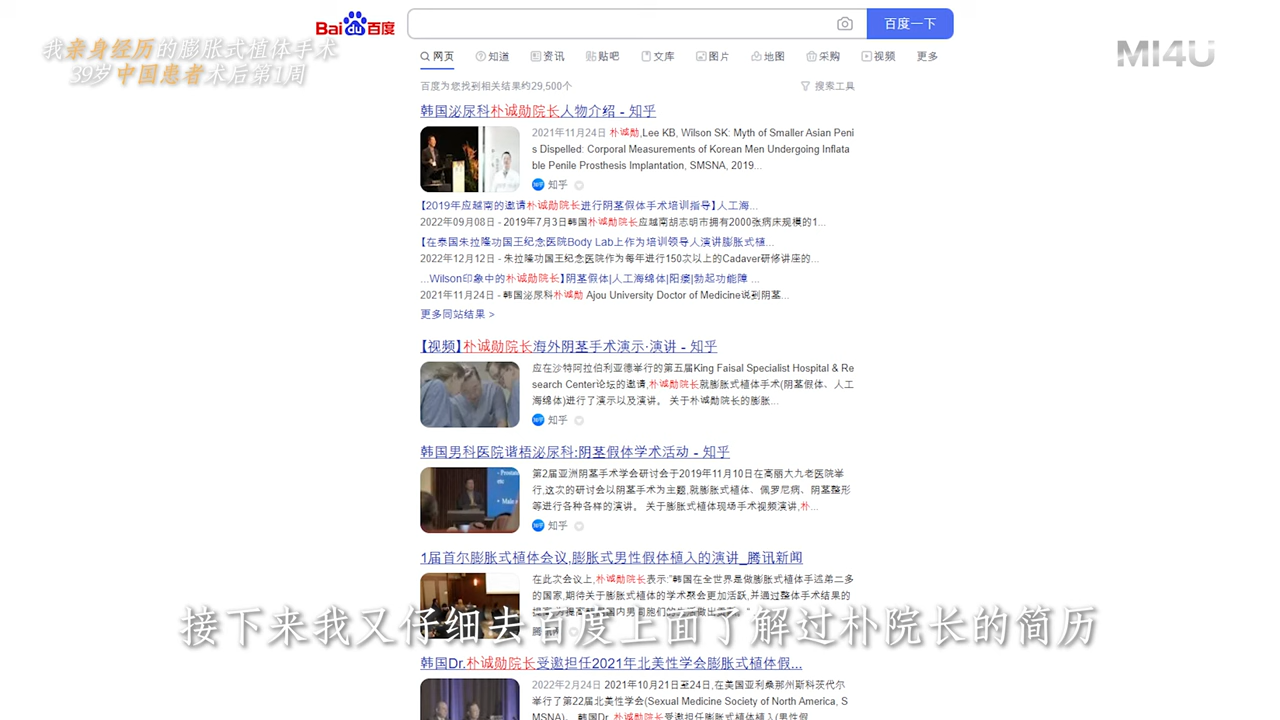 我亲身经历的膨胀式植体手术
39岁中国患者术后第1周
MI4U
Bai du 百度
百度一下
网页 知道 资讯 贴吧 文库 图片 地图 采购 视频 更多
百度为您找到相关结果约29,500个
搜索工具
韩国泌尿科朴诚勋院长人物介绍 - 知乎
2021年11月24日 朴诚勋,Lee KB, Wilson SK: Myth of Smaller Asian Peni
s Dispelled: Corporal Measurements of Korean Men Undergoing Inflata
ble Penile Prosthesis Implantation, SMSNA, 2019...
知乎
【2019年应越南的邀请朴诚勋院长进行阴茎假体手术培训指导】人工海...
2022年09月08日 - 2019年7月3日韩国朴诚勋院长应越南胡志明市拥有2000张病床规模的1...
【在泰国朱拉隆功国王纪念医院Body Lab上作为培训领导人演讲膨胀式植...
2022年12月12日 - 朱拉隆功国王纪念医院作为每年进行150次以上的Cadaver研修讲座的...
...Wilson印象中的朴诚勋院长】阴茎假体|人工海绵体|阳痿|勃起功能障 ...
2021年11月24日 - 韩国泌尿科朴诚勋 Ajou University Doctor of Medicine说到阴茎...
更多同站结果 >
【视频】朴诚勋院长海外阴茎手术演示·演讲 - 知乎
应在沙特阿拉伯利亚德举行的第五届King Faisal Specialist Hospital & Re
search Center论坛的邀请,朴诚勋院长就膨胀式植体手术(阴茎假体、人工
海绵体)进行了演示以及演讲。 关于朴诚勋院长的膨胀...
知乎
韩国男科医院谐梧泌尿科:阴茎假体学术活动 - 知乎
第2届亚洲阴茎手术学会研讨会于2019年11月10日在高丽大九老医院举
行,这次的研讨会以阴茎手术为主题,就膨胀式植体、佩罗尼病、阴茎整形
等进行各种各样的演讲。 关于膨胀式植体现场手术视频演讲,朴...
知乎
1届首尔膨胀式植体会议,膨胀式男性假体植入的演讲_腾讯新闻
在此次会议上,朴诚勋院长表示:"韩国在全世界是做膨胀式植体手述第二多
的国家,期待关于膨胀式植体的学术聚会更加活跃,并通过整体手术结果的
接下来我又仔细去百度上面了解过朴院长的简历
韩国Dr.朴诚勋院长受邀担任2021年北美性学会膨胀式植体假...
2022年2月24日 2021年10月21日至24日,在美国亚利桑那州斯科茨代尔
举行了第22届北美性学会(Sexual Medicine Society of North America, S
MSNA)。 韩国Dr. 朴诚勋院长受邀担任膨胀式植体植入(男性假